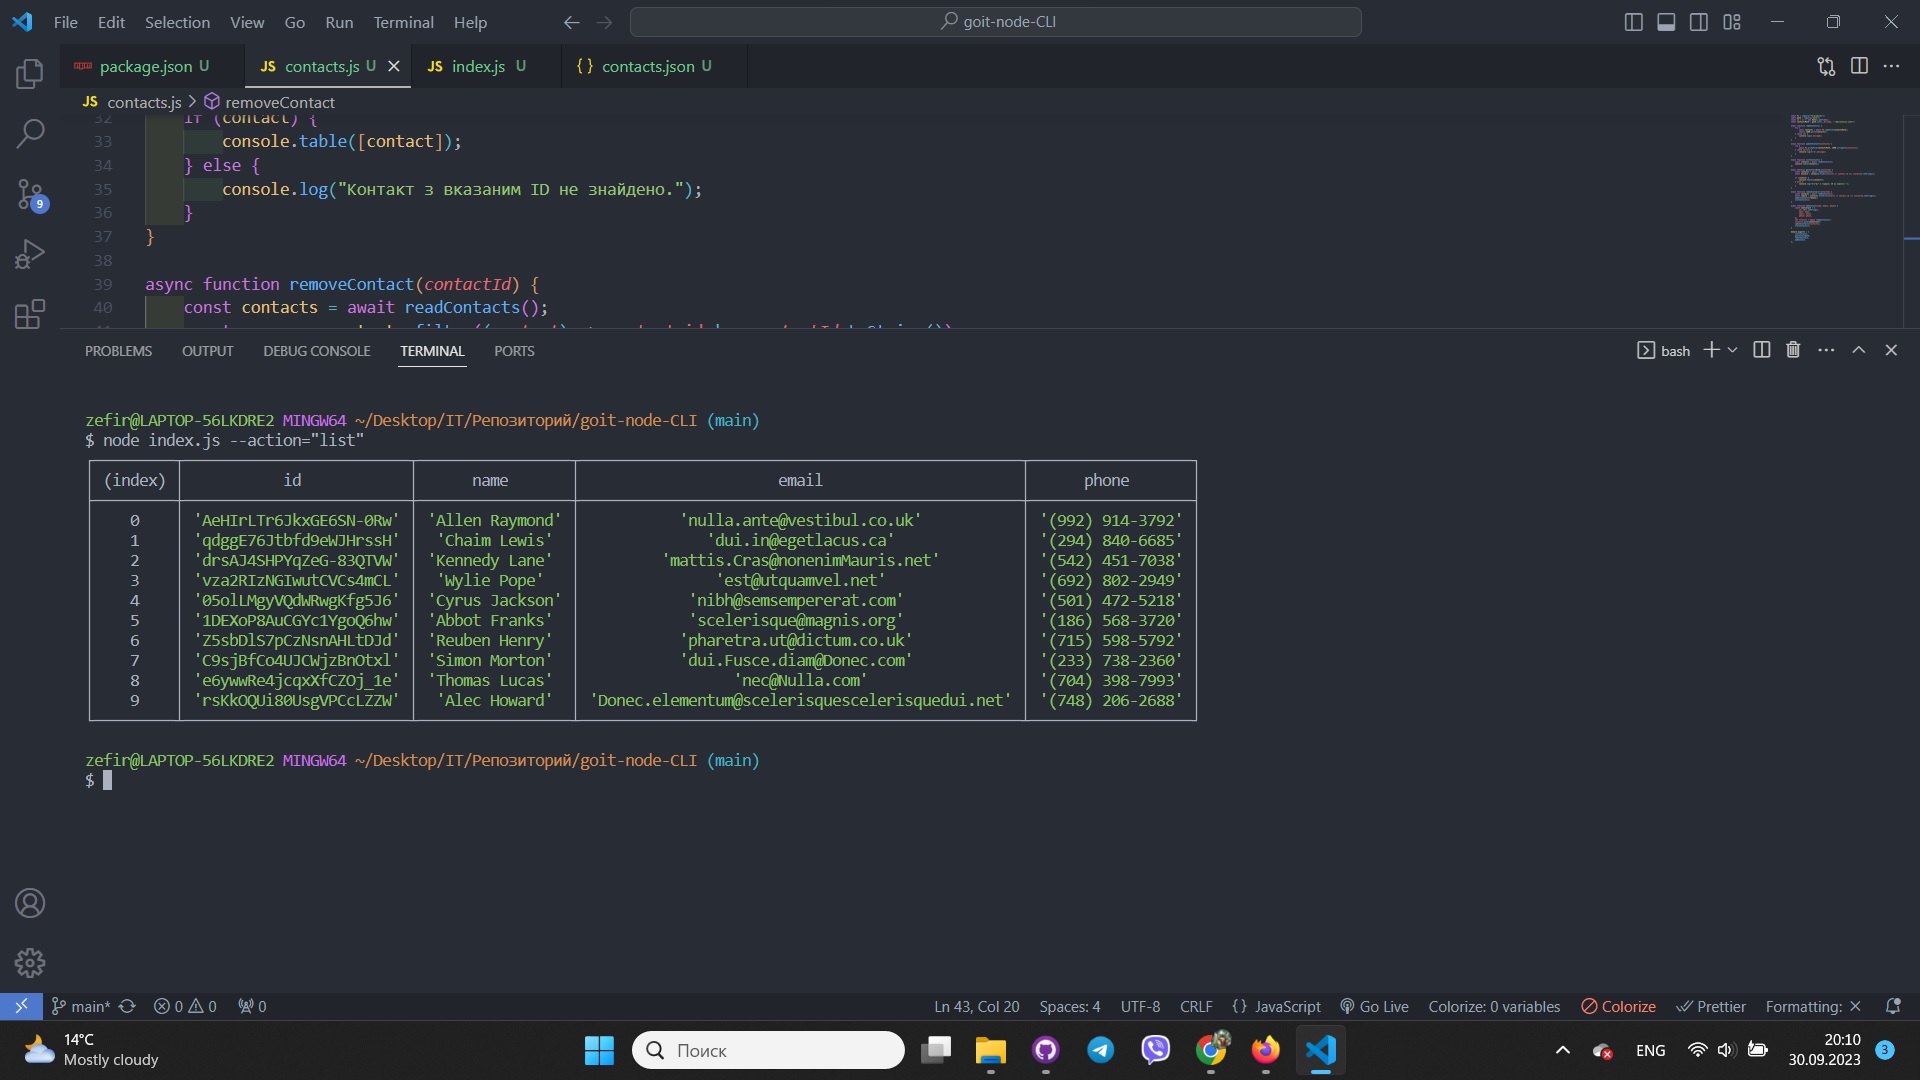 File Edit Selection View Go Run Terminal Help
goit-node-CLI
package.json U
JS contacts.js U
JS index.js U
{} contacts.json U
JS contacts.js > removeContact
32 if (contact) {
33 console.table([contact]);
34 } else {
35 console.log("Контакт з вказаним ID не знайдено.");
36 }
37 }
38
39 async function removeContact(contactId) {
40 const contacts = await readContacts();
PROBLEMS OUTPUT DEBUG CONSOLE TERMINAL PORTS
bash
zefir@LAPTOP-56LKDRE2 MINGW64 ~/Desktop/IT/Репозиторий/goit-node-CLI (main)
$ node index.js --action="list"
(index) id name email phone
0 'AeHIrLTr6JkxGE6SN-0Rw' 'Allen Raymond' 'nulla.ante@vestibul.co.uk' '(992) 914-3792'
1 'qdggE76Jtbfd9eWJHrssH' 'Chaim Lewis' 'dui.in@egetlacus.ca' '(294) 840-6685'
2 'drsAJ4SHPYqZeG-83QTVW' 'Kennedy Lane' 'mattis.Cras@nonenimMauris.net' '(542) 451-7038'
3 'vza2RIzNGIwutCVCs4mCL' 'Wylie Pope' 'est@utquamvel.net' '(692) 802-2949'
4 '05olLMgyVQdWRwgKfg5J6' 'Cyrus Jackson' 'nibh@semsempererat.com' '(501) 472-5218'
5 '1DEXoP8AuCGYc1YgoQ6hw' 'Abbot Franks' 'scelerisque@magnis.org' '(186) 568-3720'
6 'Z5sbDlS7pCzNsnAHLtDJd' 'Reuben Henry' 'pharetra.ut@dictum.co.uk' '(715) 598-5792'
7 'C9sjBfCo4UJCWjzBnOtxl' 'Simon Morton' 'dui.Fusce.diam@Donec.com' '(233) 738-2360'
8 'e6ywwRe4jcqxXfCZOj_1e' 'Thomas Lucas' 'nec@Nulla.com' '(704) 398-7993'
9 'rsKkOQUi80UsgVPCcLZZW' 'Alec Howard' 'Donec.elementum@scelerisquescelerisquedui.net' '(748) 206-2688'
zefir@LAPTOP-56LKDRE2 MINGW64 ~/Desktop/IT/Репозиторий/goit-node-CLI (main)
$
9
main* 0 0 0 Ln 43, Col 20 Spaces: 4 UTF-8 CRLF {} JavaScript Go Live Colorize: 0 variables Colorize Prettier Formatting: ×
14°C
Mostly cloudy
Поиск
ENG
20:10
30.09.2023
3